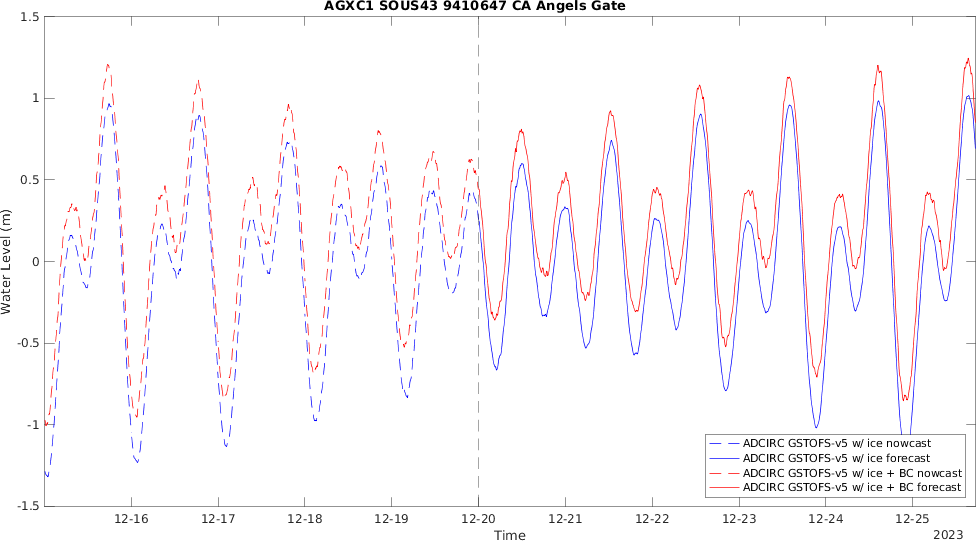 AGXC1 SOUS43 9410647 CA Angels Gate
1.5
1
0.5
0
-0.5
-1
-1.5
Water Level (m)
12-16 12-17 12-18 12-19 12-20 12-21 12-22 12-23 12-24 12-25
Time
2023
ADCIRC GSTOFS-v5 w/ ice nowcast
ADCIRC GSTOFS-v5 w/ ice forecast
ADCIRC GSTOFS-v5 w/ ice + BC nowcast
ADCIRC GSTOFS-v5 w/ ice + BC forecast